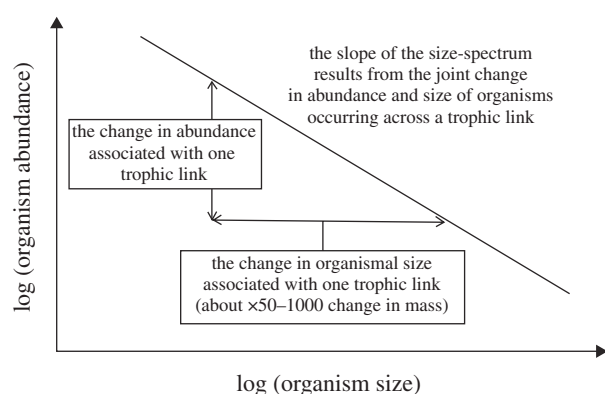 the slope of the size-spectrum
results from the joint change
in abundance and size of organisms
occurring across a trophic link
the change in abundance
associated with one
trophic link
the change in organismal size
associated with one trophic link
(about ×50–1000 change in mass)
log (organism abundance)
log (organism size)